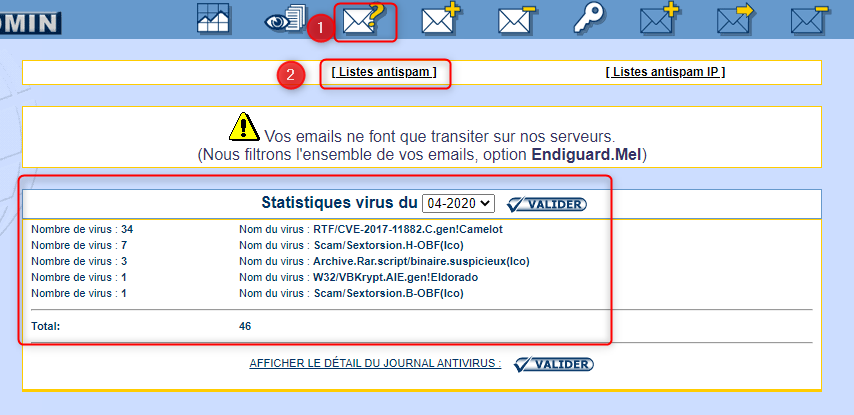 DMIN
1
2
[ Listes antispam ]
[ Listes antispam IP ]
Vos emails ne font que transiter sur nos serveurs.
(Nous filtrons l'ensemble de vos emails, option Endiguard.Mel)
Statistiques virus du 04-2020 VALIDER
Nombre de virus : 34 Nom du virus : RTF/CVE-2017-11882.C.gen!Camelot
Nombre de virus : 7 Nom du virus : Scam/Sextorsion.H-OBF(Ico)
Nombre de virus : 3 Nom du virus : Archive.Rar.script/binaire.suspicieux(Ico)
Nombre de virus : 1 Nom du virus : W32/VBKrypt.AIE.gen!Eldorado
Nombre de virus : 1 Nom du virus : Scam/Sextorsion.B-OBF(Ico)
Total: 46
AFFICHER LE DÉTAIL DU JOURNAL ANTIVIRUS : VALIDER